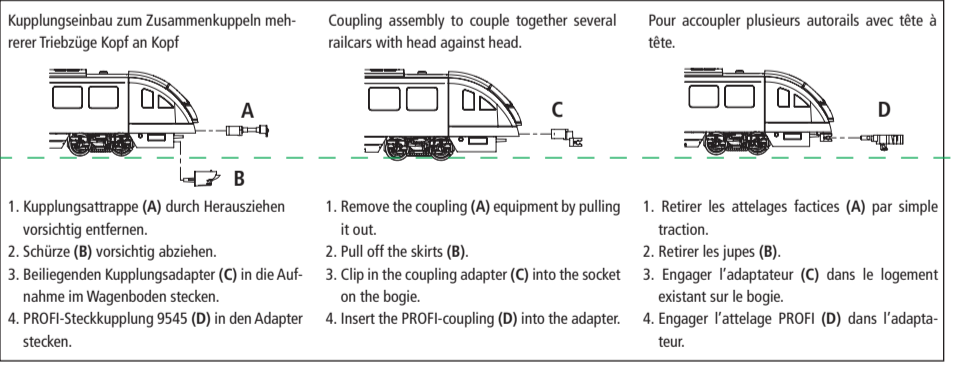 Kupplungseinbau zum Zusammenkuppeln meh-
rerer Triebzüge Kopf an Kopf
A
B
1. Kupplungsattrappe (A) durch Herausziehen
vorsichtig entfernen.
2. Schürze (B) vorsichtig abziehen.
3. Beiliegenden Kupplungsadapter (C) in die Auf-
nahme im Wagenboden stecken.
4. PROFI-Steckkupplung 9545 (D) in den Adapter
stecken.
Coupling assembly to couple together several
railcars with head against head.
C
1. Remove the coupling (A) equipment by pulling
it out.
2. Pull off the skirts (B).
3. Clip in the coupling adapter (C) into the socket
on the bogie.
4. Insert the PROFI-coupling (D) into the adapter.
Pour accoupler plusieurs autorails avec tête à
tête.
D
1. Retirer les attelages factices (A) par simple
traction.
2. Retirer les jupes (B).
3. Engager l'adaptateur (C) dans le logement
existant sur le bogie.
4. Engager l'attelage PROFI (D) dans l'adapta-
teur.